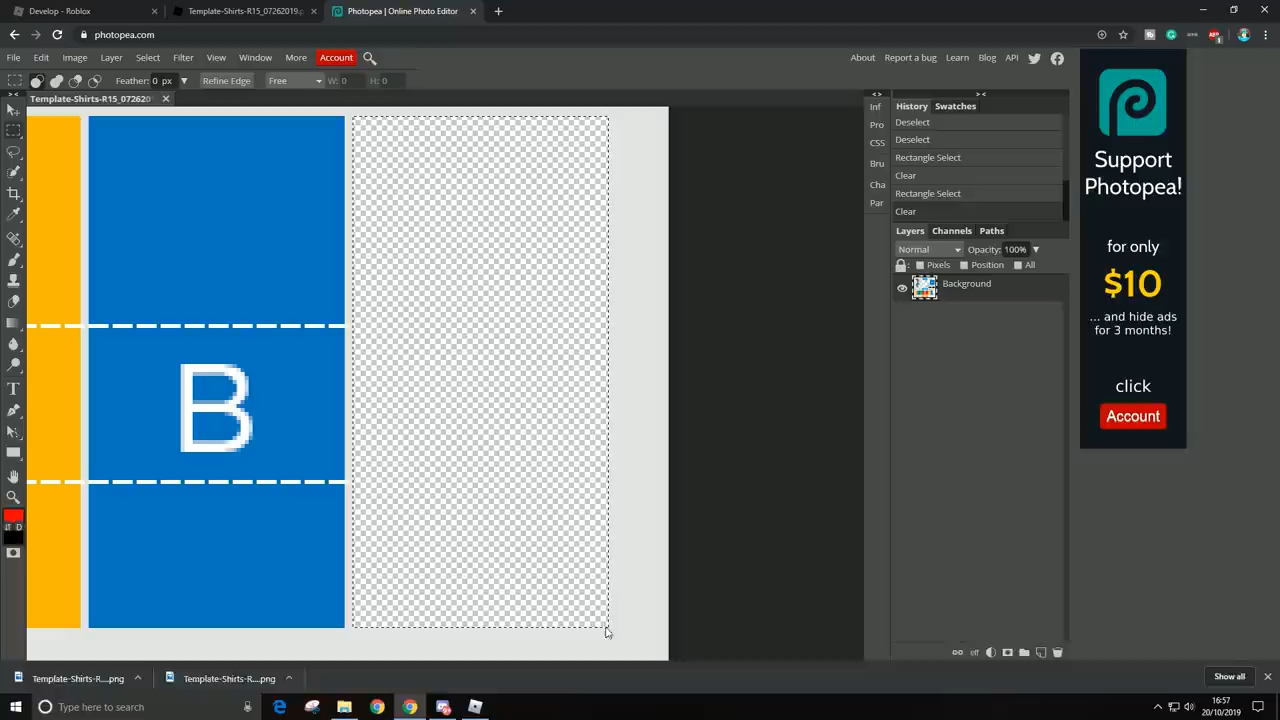 Develop - Roblox
Template-Shirts-R15_07262019.p
Photopea | Online Photo Editor
photopea.com
File Edit Image Layer Select Filter View Window More Account
About Report a bug Learn Blog API
Feather: 0 px Refine Edge Free W: 0 H: 0
Template-Shirts-R15_072620
B
Inf
Pro
CSS
Bru
Cha
Par
History Swatches
Deselect
Deselect
Rectangle Select
Clear
Rectangle Select
Clear
Layers Channels Paths
Normal Opacity: 100%
Pixels Position All
Background
eff
Support
Photopea!
for only
$10
... and hide ads
for 3 months!
click
Account
Template-Shirts-R....png
Template-Shirts-R....png
Show all
Type here to search
16:57
20/10/2019